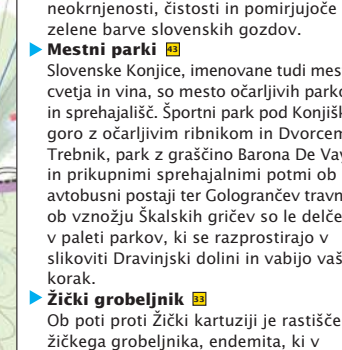 neokrnjenosti, čistosti in pomirjujoče
zelene barve slovenskih gozdov.
Mestni parki 43
Slovenske Konjice, imenovane tudi mes
cvetja in vina, so mesto očarljivih parko
in sprehajališč. Športni park pod Konjišk
goro z očarljivim ribnikom in Dvorcem
Trebnik, park z graščino Barona De Vay
in prikupnimi sprehajalnimi potmi ob
avtobusni postaji ter Gologrančev travn
ob vznožju Škalskih gričev so le delče
v paleti parkov, ki se razprostirajo v
slikoviti Dravinjski dolini in vabijo vaš
korak.
Žički grobeljnik 33
Ob poti proti Žički kartuziji je rastišče
žičkega grobeljnika, endemita, ki v